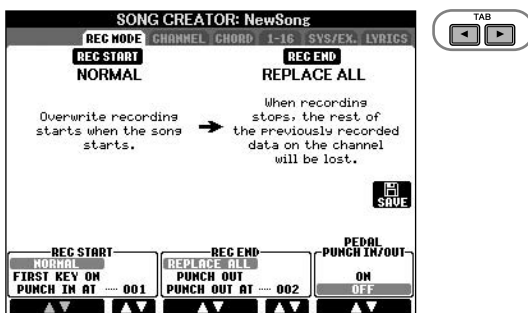 SONG CREATOR: NewSong
TAB
REC MODE CHANNEL CHORD 1-16 SYS/EX. LYRICS
REC START
NORMAL
Overwrite recording
starts when the song
starts.
REC END
REPLACE ALL
When recording
stops, the rest of
the previously recorded
data on the channel
will be lost.
SAVE
REC START
NORMAL
FIRST KEY ON
PUNCH IN AT ···· 001
REC END
REPLACE ALL
PUNCH OUT
PUNCH OUT AT ···· 002
PEDAL
PUNCH IN/OUT
ON
OFF